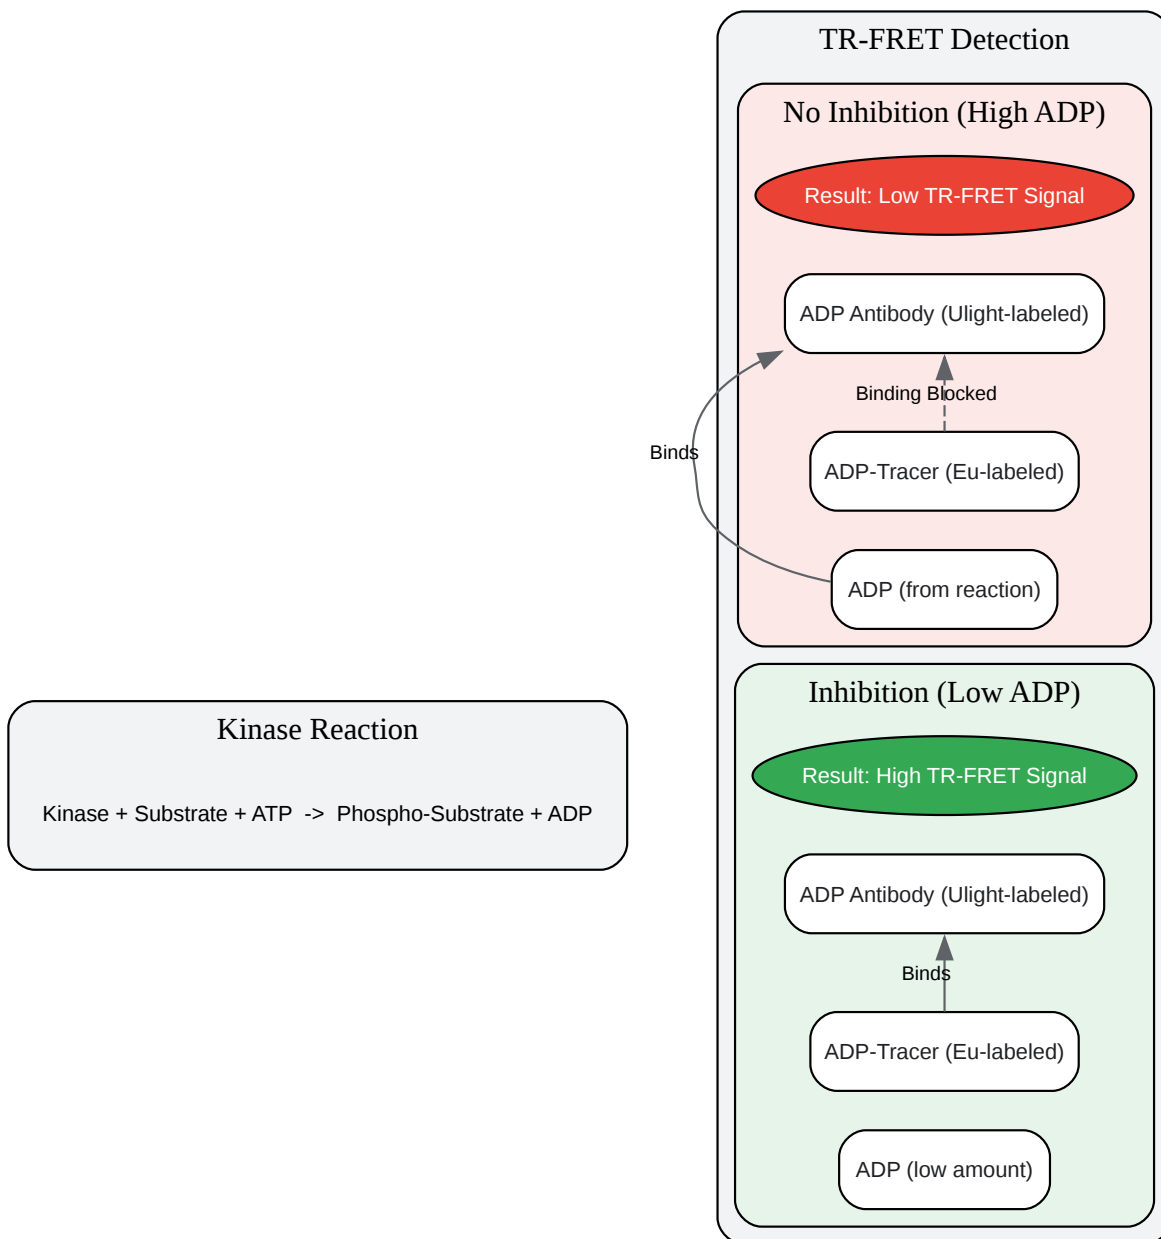 TR-FRET Detection
No Inhibition (High ADP)
Result: Low TR-FRET Signal
ADP Antibody (Ulight-labeled)
Binding Blocked
Binds
ADP-Tracer (Eu-labeled)
ADP (from reaction)
Inhibition (Low ADP)
Kinase Reaction
Result: High TR-FRET Signal
Kinase + Substrate + ATP -> Phospho-Substrate + ADP
ADP Antibody (Ulight-labeled)
Binds
ADP-Tracer (Eu-labeled)
ADP (low amount)